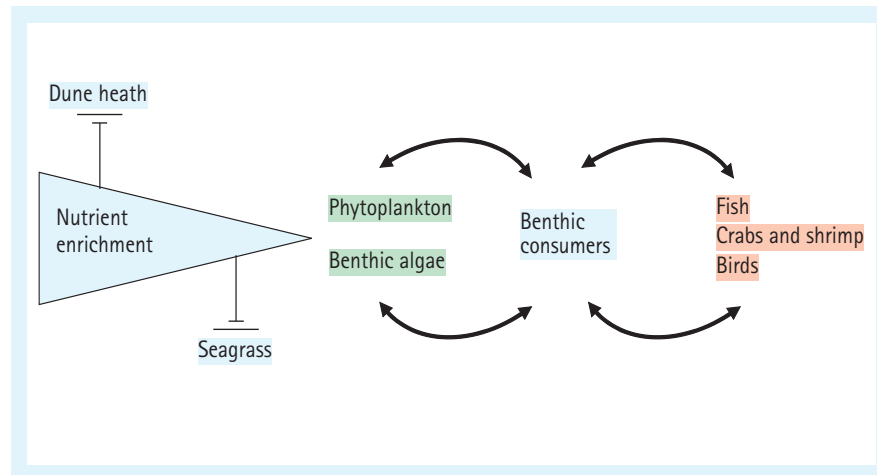 Dune heath
Nutrient
enrichment
Seagrass
Phytoplankton
Benthic algae
Benthic
consumers
Fish
Crabs and shrimp
Birds